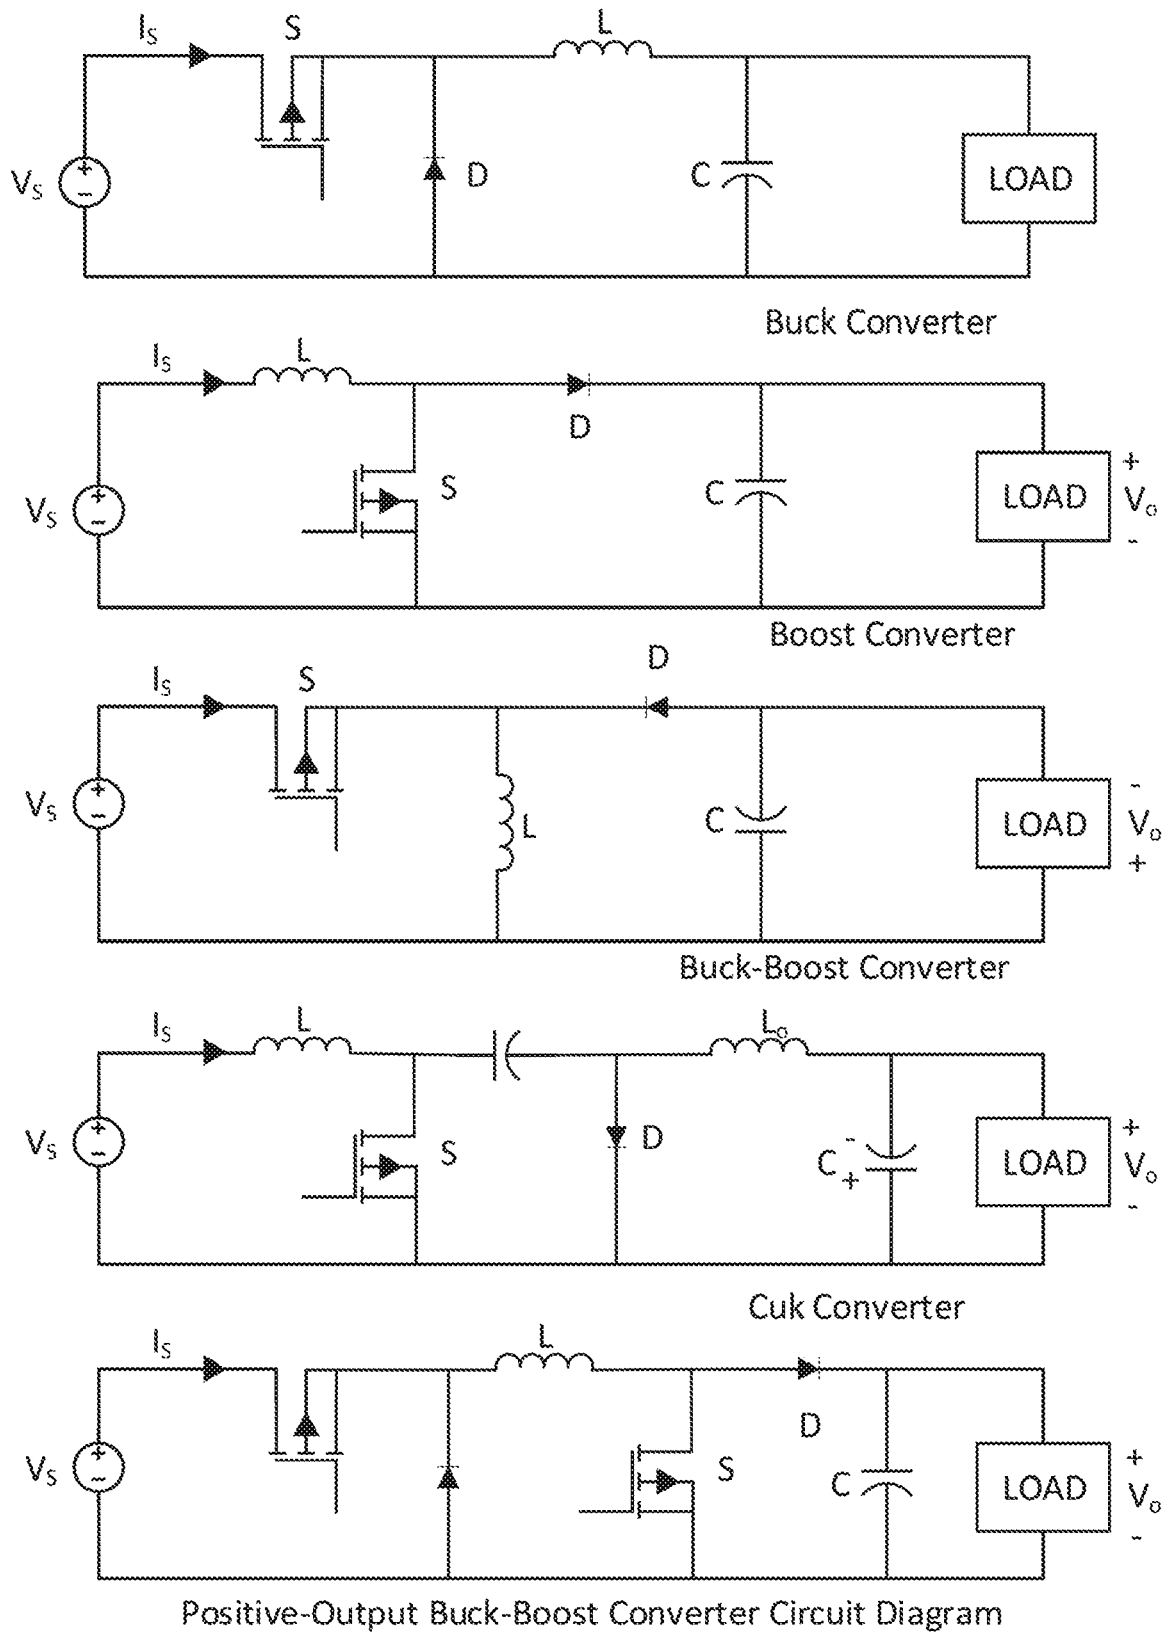 I_S S L
V_S + − D C LOAD
Buck Converter
I_S L
D
V_S + − S C LOAD + V_o -
Boost Converter
I_S S D
V_S + − L C LOAD - V_o +
Buck-Boost Converter
I_S L L_o
V_S + − S D C - + LOAD + V_o -
Cuk Converter
I_S L
D
V_S + − S C LOAD + V_o -
Positive-Output Buck-Boost Converter Circuit Diagram